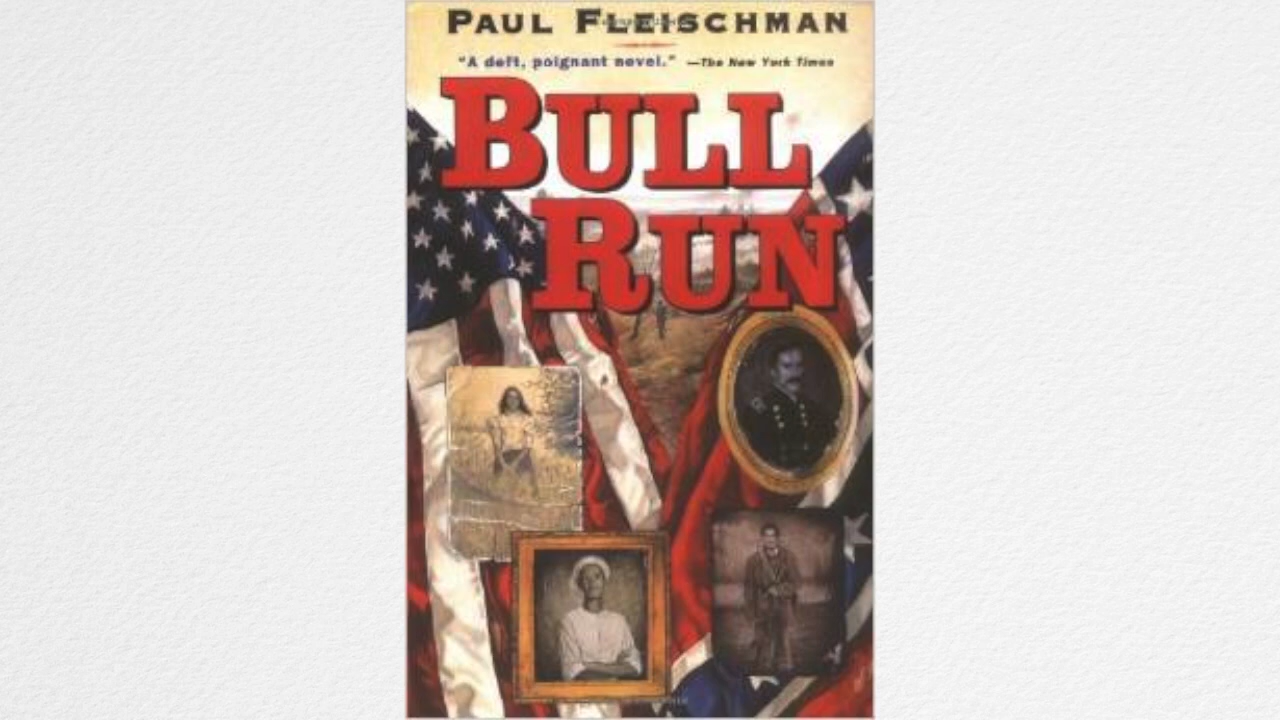 PAUL FLEISCHMAN
"A deft, poignant novel." —The New York Times
BULL
RUN